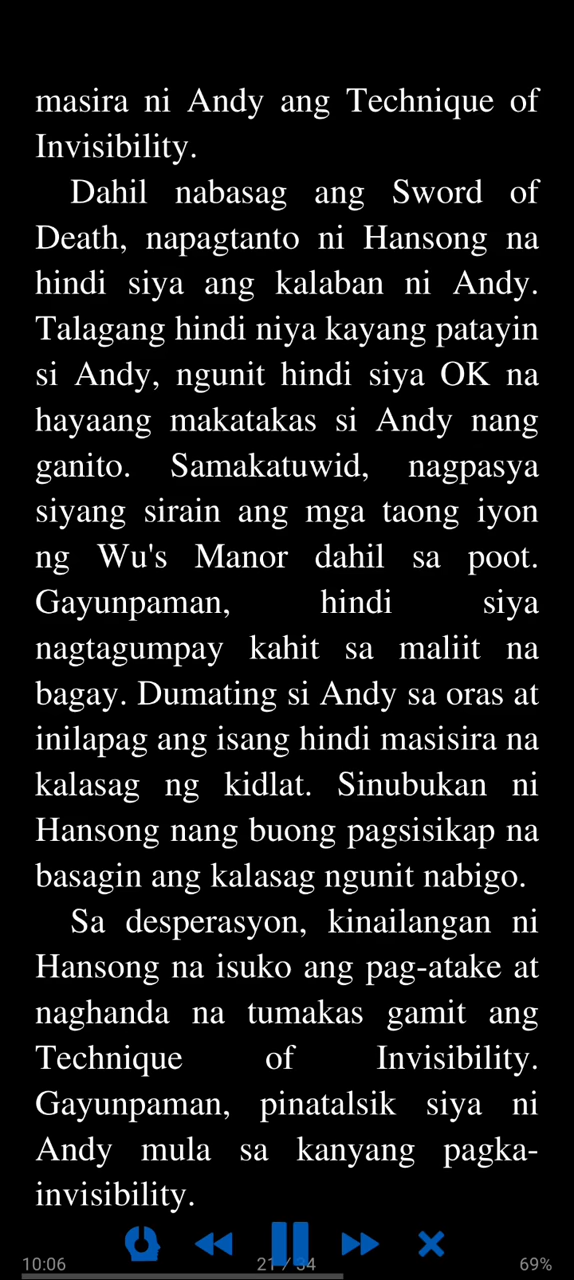 masira ni Andy ang Technique of
Invisibility.
Dahil nabasag ang Sword of
Death, napagtanto ni Hansong na
hindi siya ang kalaban ni Andy.
Talagang hindi niya kayang patayin
si Andy, ngunit hindi siya OK na
hayaang makatakas si Andy nang
ganito. Samakatuwid, nagpasya
siyang sirain ang mga taong iyon
ng Wu's Manor dahil sa poot.
Gayunpaman, hindi siya
nagtagumpay kahit sa maliit na
bagay. Dumating si Andy sa oras at
inilapag ang isang hindi masisira na
kalasag ng kidlat. Sinubukan ni
Hansong nang buong pagsisikap na
basagin ang kalasag ngunit nabigo.
Sa desperasyon, kinailangan ni
Hansong na isuko ang pag-atake at
naghanda na tumakas gamit ang
Technique of Invisibility.
Gayunpaman, pinatalsik siya ni
Andy mula sa kanyang pagka-
invisibility.
10:06 21 / 34 69%